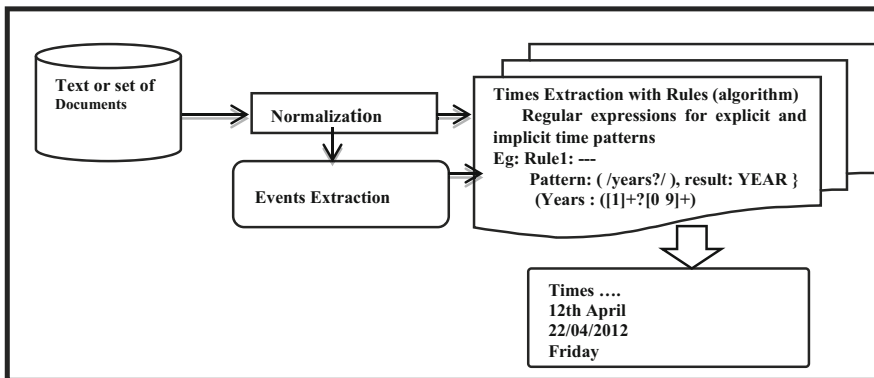 Text or set of
Documents
Normalization
Events Extraction
Times Extraction with Rules (algorithm)
Regular expressions for explicit and
implicit time patterns
Eg: Rule1: ---
Pattern: ( /years?/ ), result: YEAR }
(Years : ([1]+?[0 9]+)
Times ....
12th April
22/04/2012
Friday